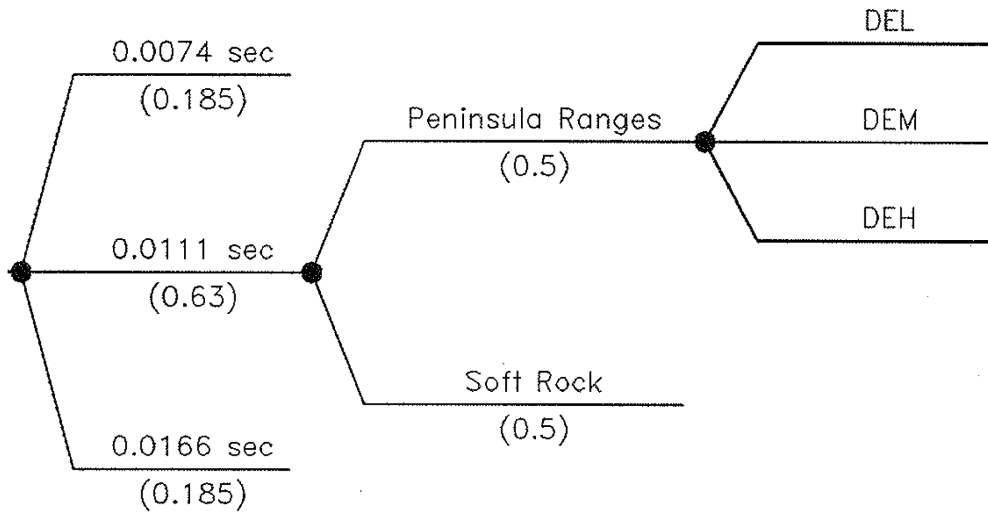 0.0074 sec
(0.185)
0.0111 sec
(0.63)
0.0166 sec
(0.185)
Peninsula Ranges
(0.5)
Soft Rock
(0.5)
DEL
DEM
DEH